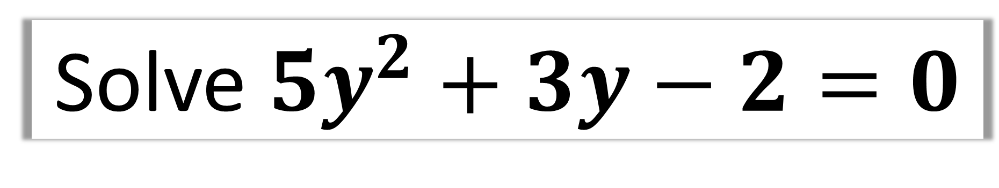 Solve 5y² + 3y − 2 = 0